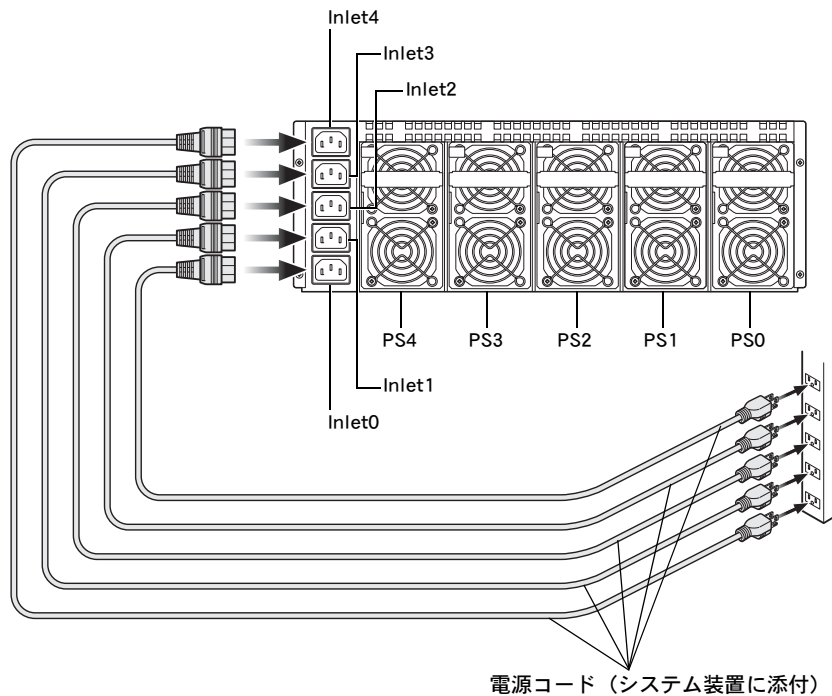 Inlet4
Inlet3
Inlet2
PS4
PS3
PS2
PS1
PS0
Inlet1
Inlet0
電源コード（システム装置に添付）